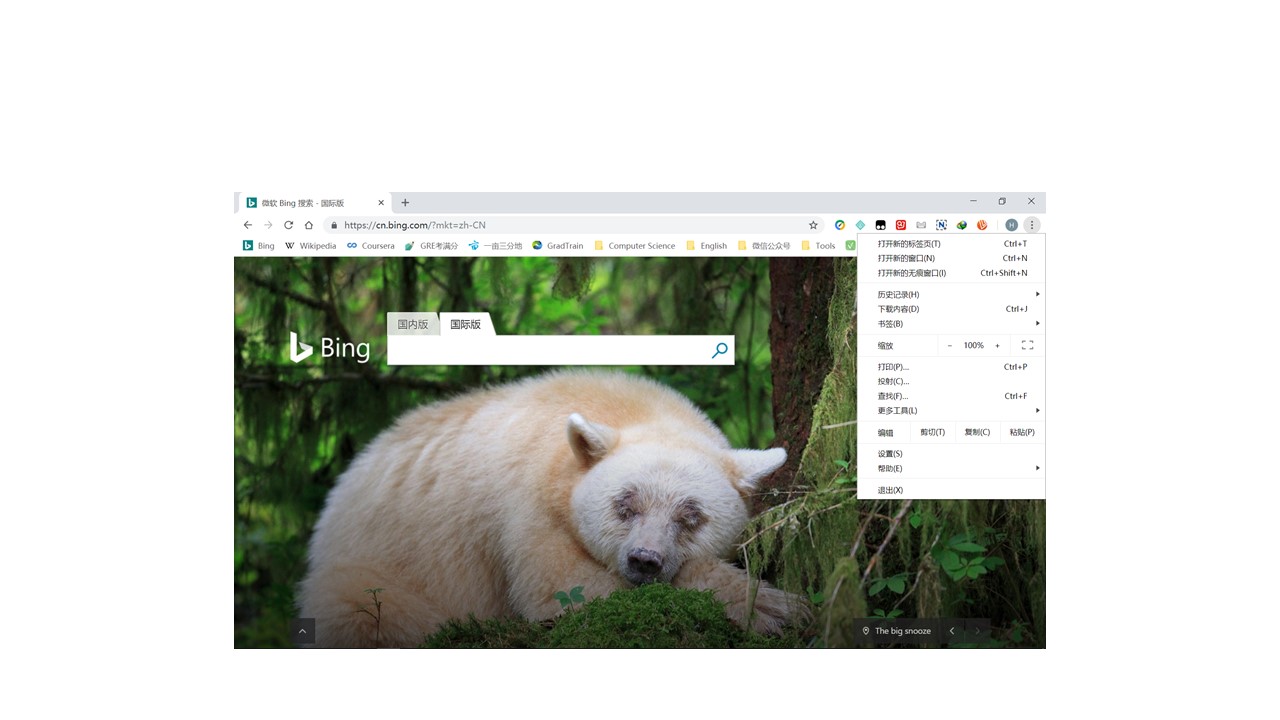 微软 Bing 搜索 - 国际版
https://cn.bing.com/?mkt=zh-CN
H
Bing Wikipedia Coursera GRE考满分 一亩三分地 GradTrain Computer Science English 微信公众号 Tools
打开新的标签页(T) Ctrl+T
打开新的窗口(N) Ctrl+N
打开新的无痕窗口(I) Ctrl+Shift+N
历史记录(H)
下载内容(D) Ctrl+J
书签(B)
缩放 − 100% +
打印(P)... Ctrl+P
投射(C)...
查找(F)... Ctrl+F
更多工具(L)
编辑 剪切(T) 复制(C) 粘贴(P)
设置(S)
帮助(E)
退出(X)
国内版 国际版
Bing
The big snooze